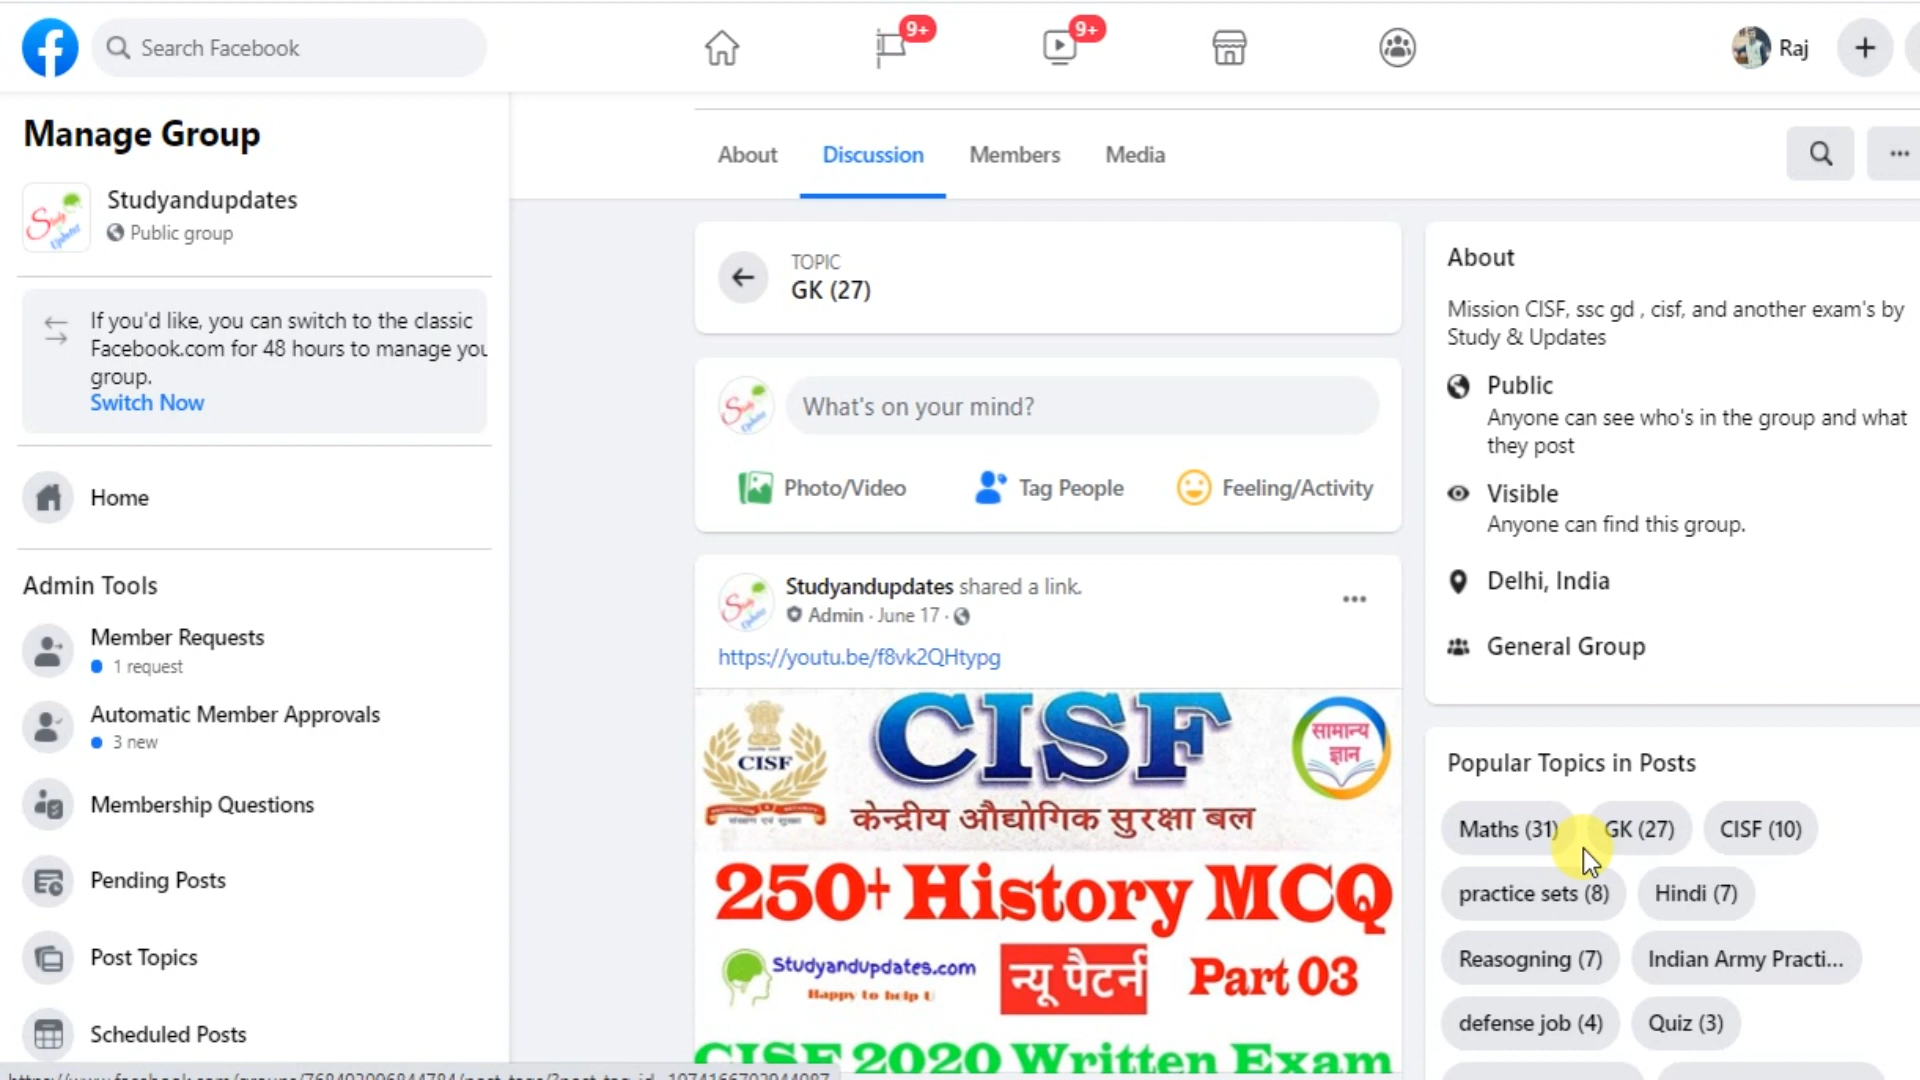 Search Facebook
9+
9+
Raj
Manage Group
Studyandupdates
Public group
If you'd like, you can switch to the classic
Facebook.com for 48 hours to manage you
group.
Switch Now
Home
Admin Tools
Member Requests
1 request
Automatic Member Approvals
3 new
Membership Questions
Pending Posts
Post Topics
Scheduled Posts
About Discussion Members Media
TOPIC
GK (27)
What's on your mind?
Photo/Video Tag People Feeling/Activity
Studyandupdates shared a link.
Admin · June 17 ·
https://youtu.be/f8vk2QHtypg
CISF
CISF
सामान्य
ज्ञान
केन्द्रीय औद्योगिक सुरक्षा बल
250+ History MCQ
Studyandupdates.com
Happy to help U
न्यू पैटर्न
Part 03
CISF 2020 Written Exam
About
Mission CISF, ssc gd , cisf, and another exam's by
Study & Updates
Public
Anyone can see who's in the group and what
they post
Visible
Anyone can find this group.
Delhi, India
General Group
Popular Topics in Posts
Maths (31) GK (27) CISF (10)
practice sets (8) Hindi (7)
Reasogning (7) Indian Army Practi...
defense job (4) Quiz (3)